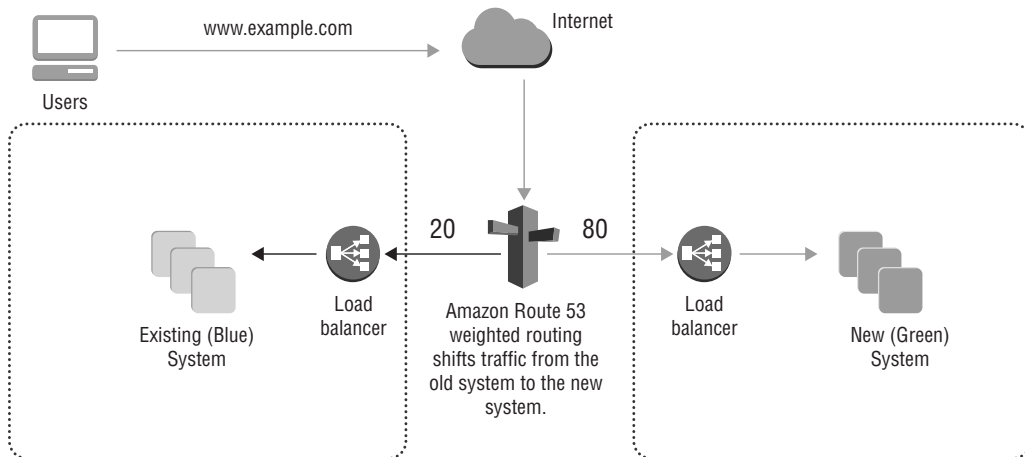 www.example.com
Internet
Users
20
80
Load
balancer
Existing (Blue)
System
Amazon Route 53
weighted routing
shifts traffic from the
old system to the new
system.
Load
balancer
New (Green)
System